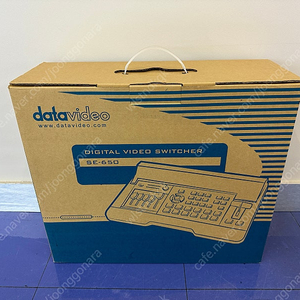 datavideo
www.datavideo.com
DIGITAL VIDEO SWITCHER
SE-650
cafe.naver.com/joonggonara